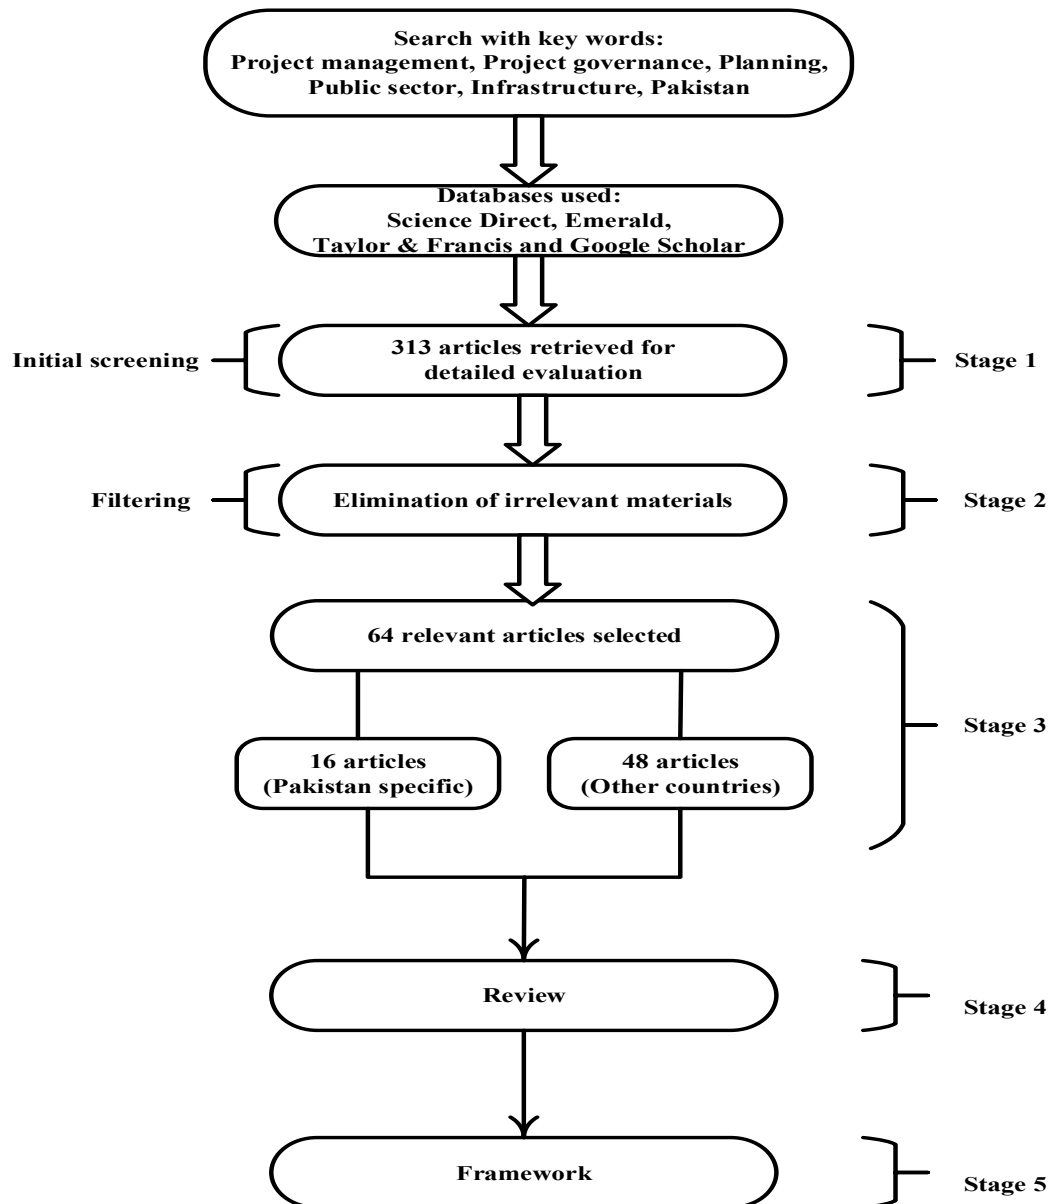 Search with key words:
Project management, Project governance, Planning,
Public sector, Infrastructure, Pakistan
Databases used:
Science Direct, Emerald,
Taylor & Francis and Google Scholar
Initial screening
313 articles retrieved for
detailed evaluation
Stage 1
Filtering
Elimination of irrelevant materials
Stage 2
64 relevant articles selected
16 articles
(Pakistan specific)
48 articles
(Other countries)
Stage 3
Review
Stage 4
Framework
Stage 5